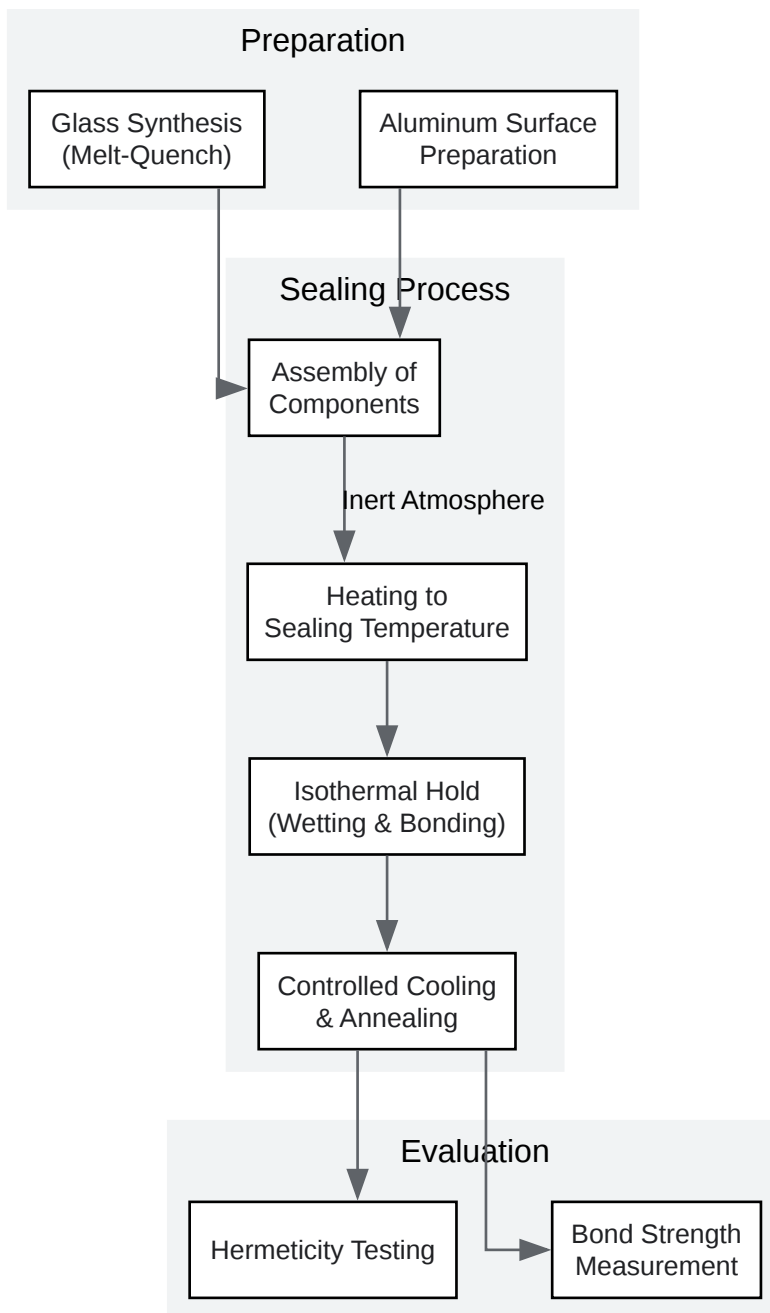 Preparation
Glass Synthesis
(Melt-Quench)
Aluminum Surface
Preparation
Sealing Process
Assembly of
Components
Inert Atmosphere
Heating to
Sealing Temperature
Isothermal Hold
(Wetting & Bonding)
Controlled Cooling
& Annealing
Evaluation
Hermeticity Testing
Bond Strength
Measurement